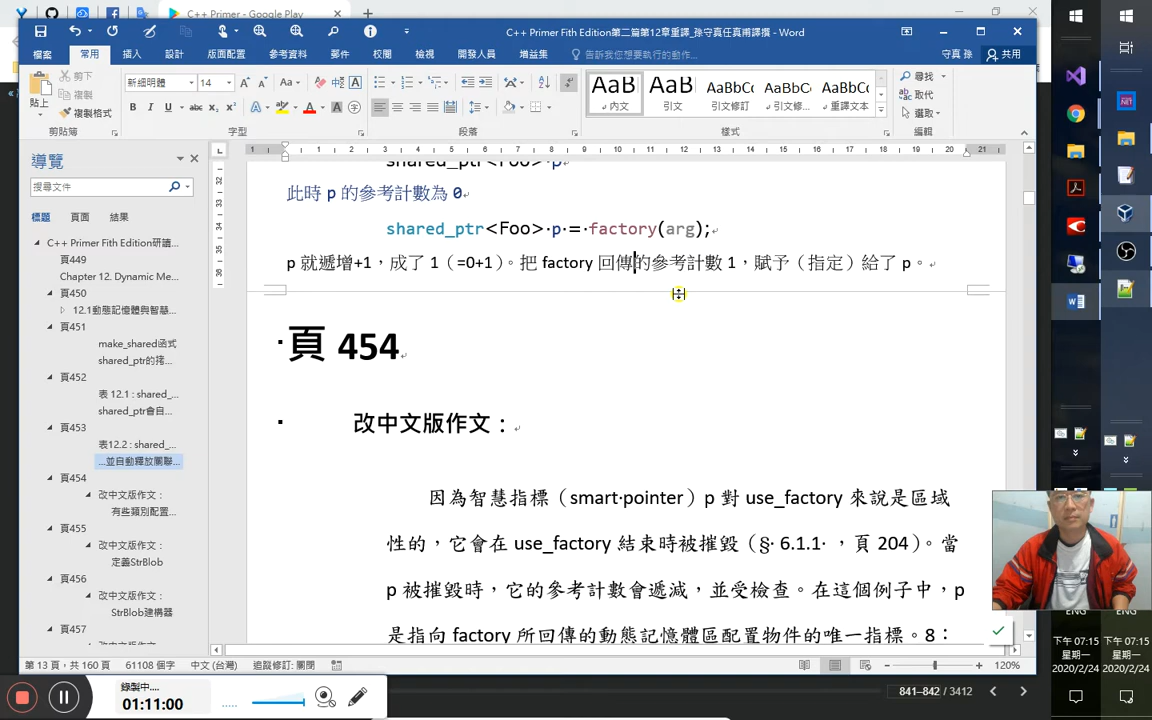 C++ Primer - Google Play
C++ Primer Fifth Edition第二篇第12章重譯_孫守真任真甫譯撰 - Word
檔案 常用 插入 設計 版面配置 參考資料 郵件 校閱 檢視 開發人員 增益集 告訴我您想要執行的動作... 守真 孫 共用
剪下
複製
貼上 複製格式
新細明體 14
B I U abc
AaB AaB AaBbCc AaBbCc AaBbC
內文 引文 引文修訂 引文修... 重譯本文
尋找
取代
選取
剪貼簿 字型 段落 樣式 編輯
導覽
搜尋文件
標題 頁面 結果
C++ Primer Fith Edition研讀...
頁449
Chapter 12. Dynamic Me...
頁450
12.1動態記憶體與智慧...
頁451
make_shared函式
shared_ptr的拷...
頁452
表 12.1 : shared_...
shared_ptr會自...
頁453
表12.2 : shared_...
...並自動釋放關聯...
頁454
改中文版作文：
有些類別配置...
頁455
改中文版作文：
定義StrBlob
頁456
改中文版作文：
StrBlob建構器
頁457
shared_ptr<Foo> p
此時 p 的參考計數為 0
shared_ptr<Foo> p = factory(arg);
p 就遞增+1，成了 1（=0+1）。把 factory 回傳的參考計數 1，賦予（指定）給了 p。
頁 454
改中文版作文：
因為智慧指標（smart pointer）p 對 use_factory 來說是區域
性的，它會在 use_factory 結束時被摧毀（§ 6.1.1 ，頁 204）。當
p 被摧毀時，它的參考計數會遞減，並受檢查。在這個例子中，p
是指向 factory 所回傳的動態記憶體區配置物件的唯一指標。8：
第 13 頁，共 160 頁 61108 個字 中文 (台灣) 追蹤修訂: 關閉 120%
錄製中....
01:11:00
841–842 / 3412
ENG ENG
下午 07:15 下午 07:15
星期一 星期一
2020/2/24 2020/2/24